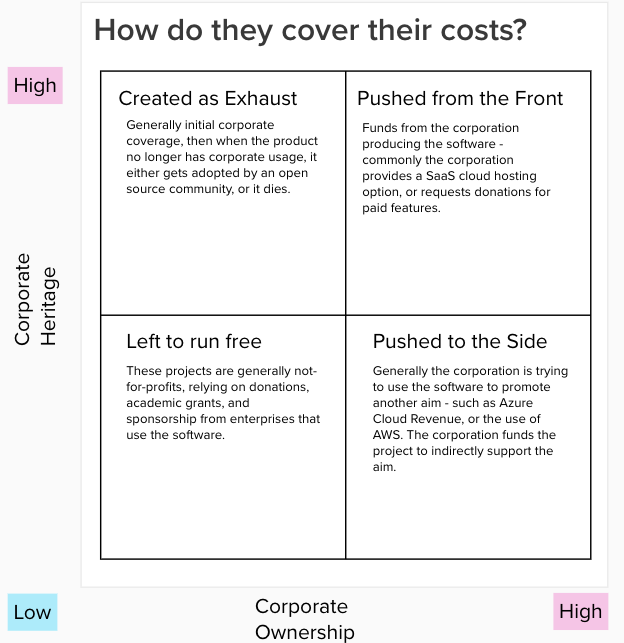 How do they cover their costs?
High
Created as Exhaust
Generally initial corporate
coverage, then when the product
no longer has corporate usage, it
either gets adopted by an open
source community, or it dies.
Pushed from the Front
Funds from the corporation
producing the software -
commonly the corporation
provides a SaaS cloud hosting
option, or requests donations for
paid features.
Corporate
Heritage
Left to run free
These projects are generally not-
for-profits, relying on donations,
academic grants, and
sponsorship from enterprises that
use the software.
Pushed to the Side
Generally the corporation is trying
to use the software to promote
another aim - such as Azure
Cloud Revenue, or the use of
AWS. The corporation funds the
project to indirectly support the
aim.
Low
Corporate
Ownership
High